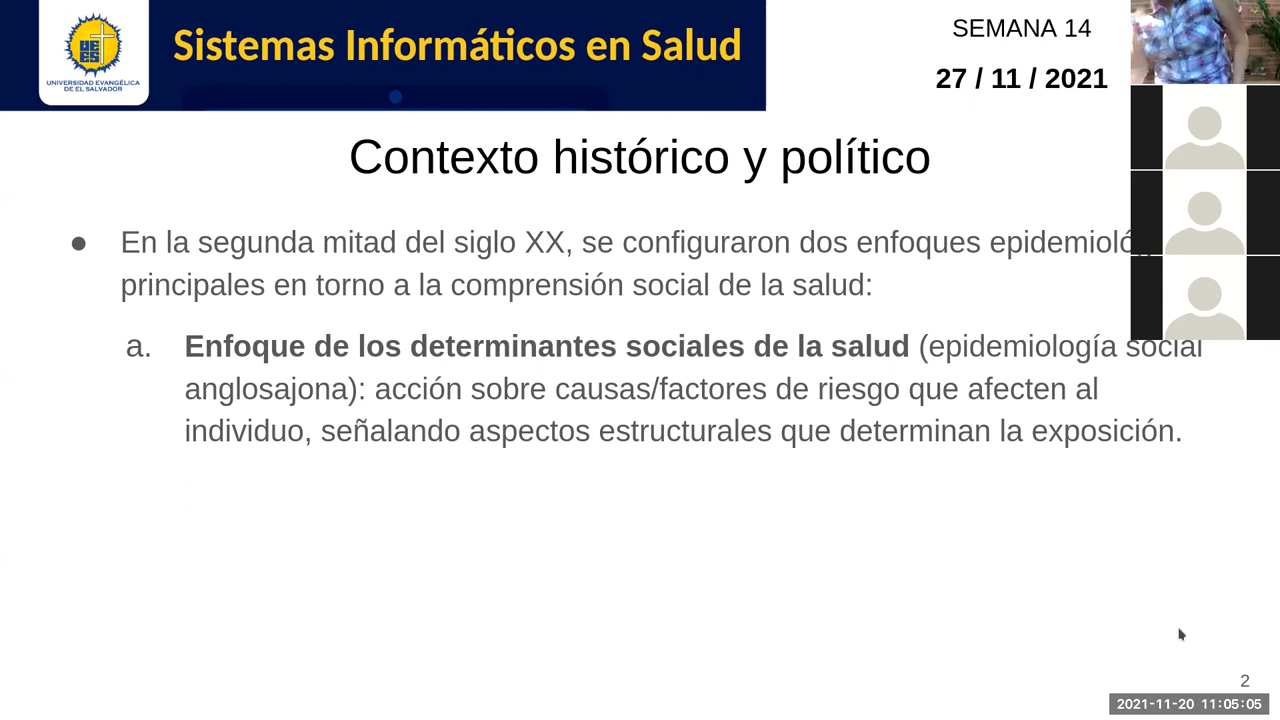 UNIVERSIDAD EVANGÉLICA
DE EL SALVADOR
Sistemas Informáticos en Salud
SEMANA 14
27 / 11 / 2021
Contexto histórico y político
● En la segunda mitad del siglo XX, se configuraron dos enfoques
principales en torno a la comprensión social de la salud:
a. Enfoque de los determinantes sociales de la salud (epidemiología social
anglosajona): acción sobre causas/factores de riesgo que afecten al
individuo, señalando aspectos estructurales que determinan la exposición.
2
2021-11-20 11:05:05